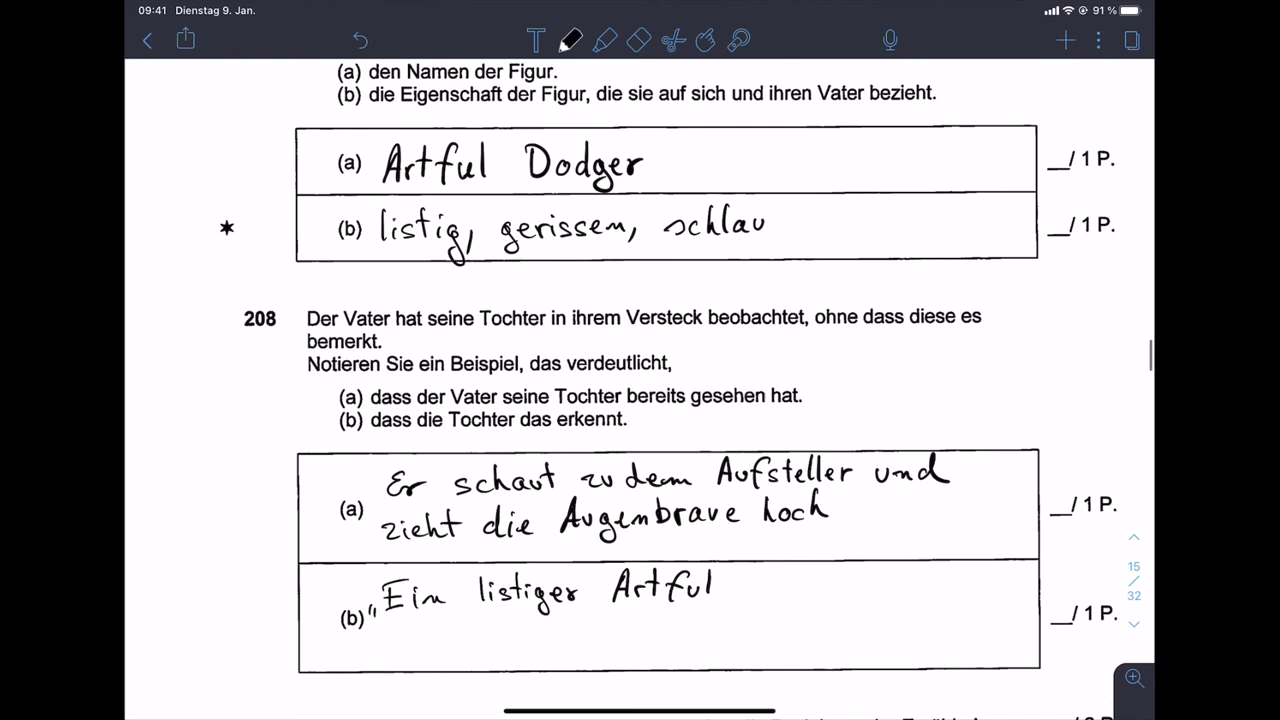 09:41 Dienstag 9. Jan.
91 %
(a) den Namen der Figur.
(b) die Eigenschaft der Figur, die sie auf sich und ihren Vater bezieht.
(a) Artful Dodger
__/ 1 P.
* (b) listig, gerissen, schlau
__/ 1 P.
208 Der Vater hat seine Tochter in ihrem Versteck beobachtet, ohne dass diese es
bemerkt.
Notieren Sie ein Beispiel, das verdeutlicht,
(a) dass der Vater seine Tochter bereits gesehen hat.
(b) dass die Tochter das erkennt.
Er schaut zu dem Aufsteller und
(a) zieht die Augenbraue hoch
__/ 1 P.
(b) "Ein listiger Artful
__/ 1 P.
15
/
32